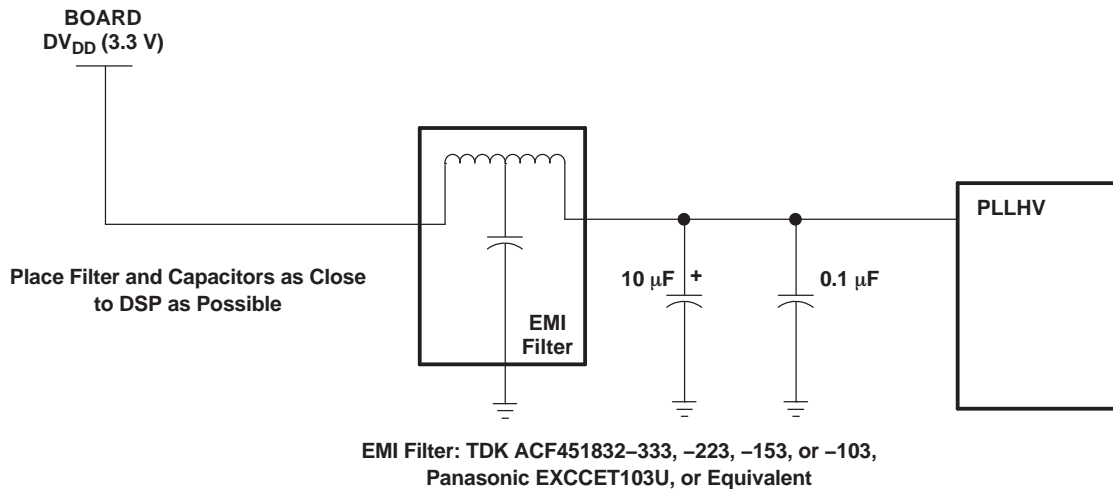 BOARD
DVDD (3.3 V)
PLLHV
Place Filter and Capacitors as Close
to DSP as Possible
10 μF +
0.1 μF
EMI
Filter
EMI Filter: TDK ACF451832–333, –223, –153, or –103,
Panasonic EXCCET103U, or Equivalent